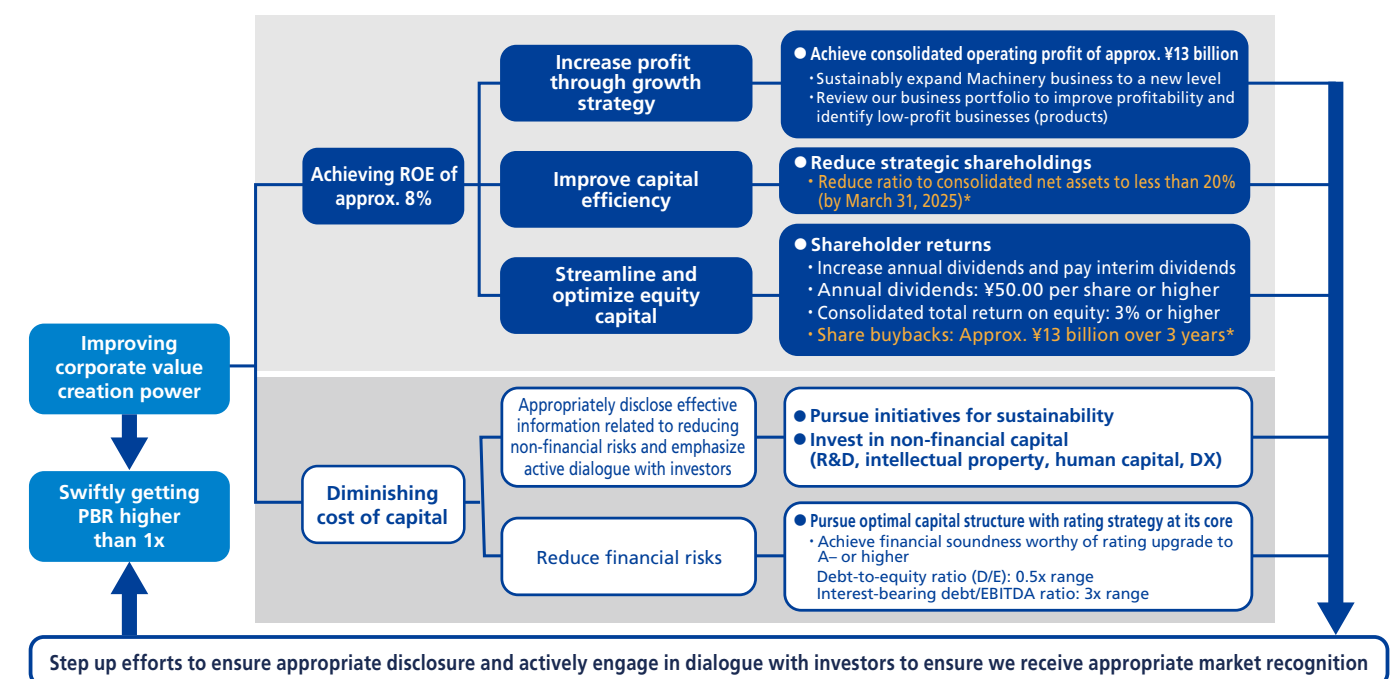 Improving
corporate value
creation power
Swiftly getting
PBR higher
than 1x
Achieving ROE of
approx. 8%
Increase profit
through growth
strategy
● Achieve consolidated operating profit of approx. ¥13 billion
・Sustainably expand Machinery business to a new level
・Review our business portfolio to improve profitability and
identify low-profit businesses (products)
Improve capital
efficiency
● Reduce strategic shareholdings
・Reduce ratio to consolidated net assets to less than 20%
(by March 31, 2025)*
Streamline and
optimize equity
capital
● Shareholder returns
・Increase annual dividends and pay interim dividends
・Annual dividends: ¥50.00 per share or higher
・Consolidated total return on equity: 3% or higher
・Share buybacks: Approx. ¥13 billion over 3 years*
Diminishing
cost of capital
Appropriately disclose effective
information related to reducing
non-financial risks and emphasize
active dialogue with investors
● Pursue initiatives for sustainability
● Invest in non-financial capital
(R&D, intellectual property, human capital, DX)
Reduce financial risks
● Pursue optimal capital structure with rating strategy at its core
・Achieve financial soundness worthy of rating upgrade to
A– or higher
Debt-to-equity ratio (D/E): 0.5x range
Interest-bearing debt/EBITDA ratio: 3x range
Step up efforts to ensure appropriate disclosure and actively engage in dialogue with investors to ensure we receive appropriate market recognition